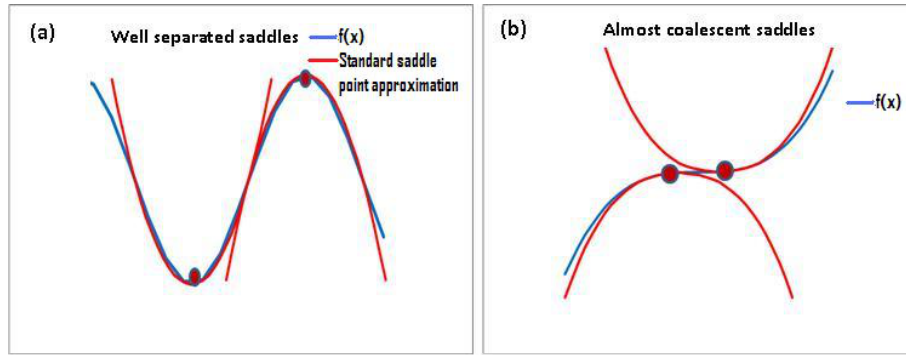 (a)
Well separated saddles
f(x)
Standard saddle
point approximation
(b)
Almost coalescent saddles
f(x)